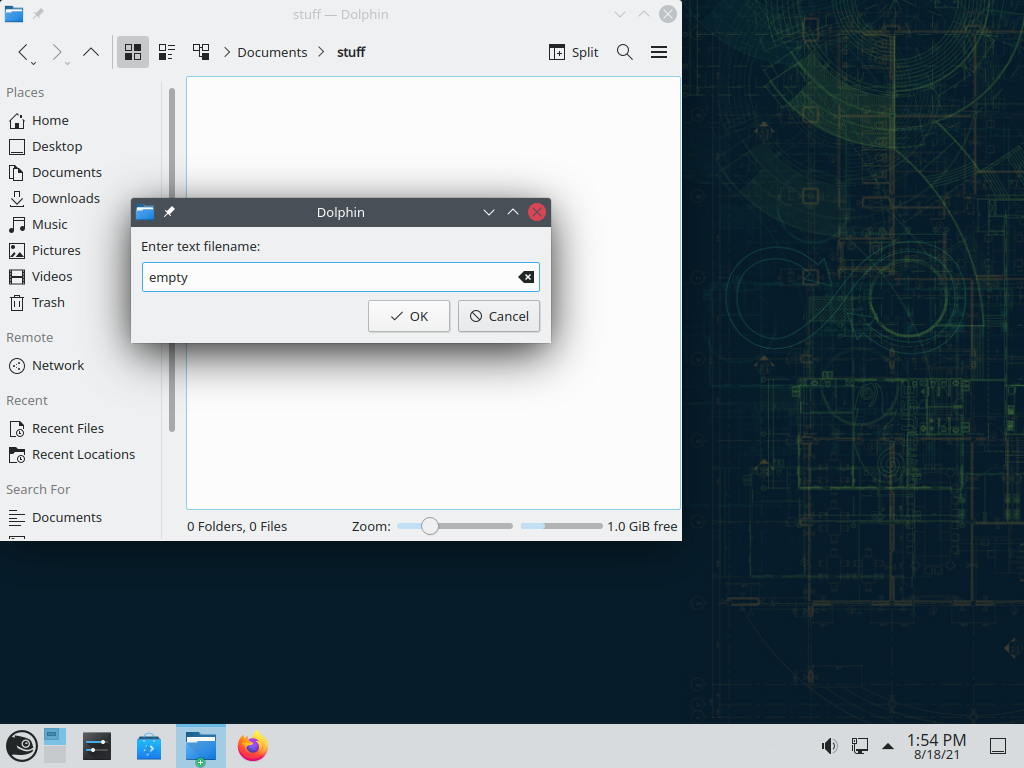 stuff — Dolphin
Documents
stuff
Split
Places
Home
Desktop
Documents
Downloads
Music
Pictures
Videos
Trash
Remote
Network
Recent
Recent Files
Recent Locations
Search For
Documents
Dolphin
Enter text filename:
empty
OK
Cancel
0 Folders, 0 Files
Zoom:
1.0 GiB free
1:54 PM
8/18/21